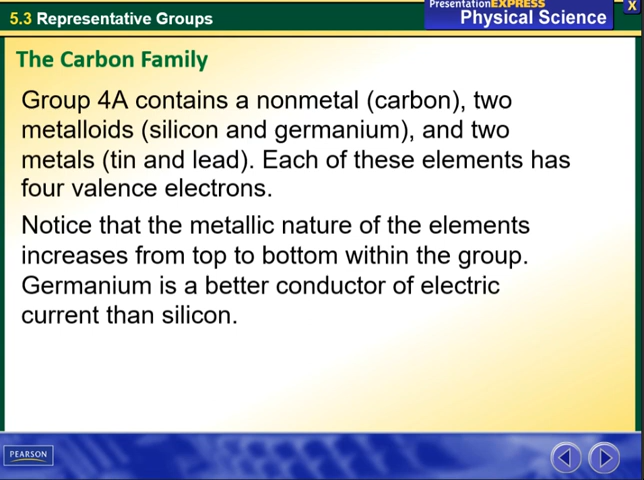 PresentationEXPRESS
X
5.3 Representative Groups
Physical Science
The Carbon Family
Group 4A contains a nonmetal (carbon), two
metalloids (silicon and germanium), and two
metals (tin and lead). Each of these elements has
four valence electrons.
Notice that the metallic nature of the elements
increases from top to bottom within the group.
Germanium is a better conductor of electric
current than silicon.
PEARSON